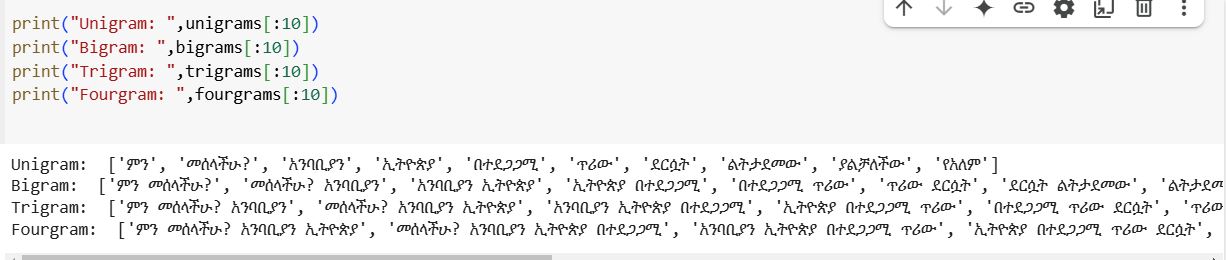 print("Unigram: ",unigrams[:10])
print("Bigram: ",bigrams[:10])
print("Trigram: ",trigrams[:10])
print("Fourgram: ",fourgrams[:10])
Unigram:  ['ምን', 'መሰላችሁ?', 'አንባቢያን', 'ኢትዮጵያ', 'በተደጋጋሚ', 'ጥሪው', 'ደርሷት', 'ልትታደመው', 'ያልቻለችው', 'የአለም']
Bigram:  ['ምን መሰላችሁ?', 'መሰላችሁ? አንባቢያን', 'አንባቢያን ኢትዮጵያ', 'ኢትዮጵያ በተደጋጋሚ', 'በተደጋጋሚ ጥሪው', 'ጥሪው ደርሷት', 'ደርሷት ልትታደመው', 'ልትታደመ
Trigram:  ['ምን መሰላችሁ? አንባቢያን', 'መሰላችሁ? አንባቢያን ኢትዮጵያ', 'አንባቢያን ኢትዮጵያ በተደጋጋሚ', 'ኢትዮጵያ በተደጋጋሚ ጥሪው', 'በተደጋጋሚ ጥሪው ደርሷት', 'ጥሪው
Fourgram:  ['ምን መሰላችሁ? አንባቢያን ኢትዮጵያ', 'መሰላችሁ? አንባቢያን ኢትዮጵያ በተደጋጋሚ', 'አንባቢያን ኢትዮጵያ በተደጋጋሚ ጥሪው', 'ኢትዮጵያ በተደጋጋሚ ጥሪው ደርሷት',